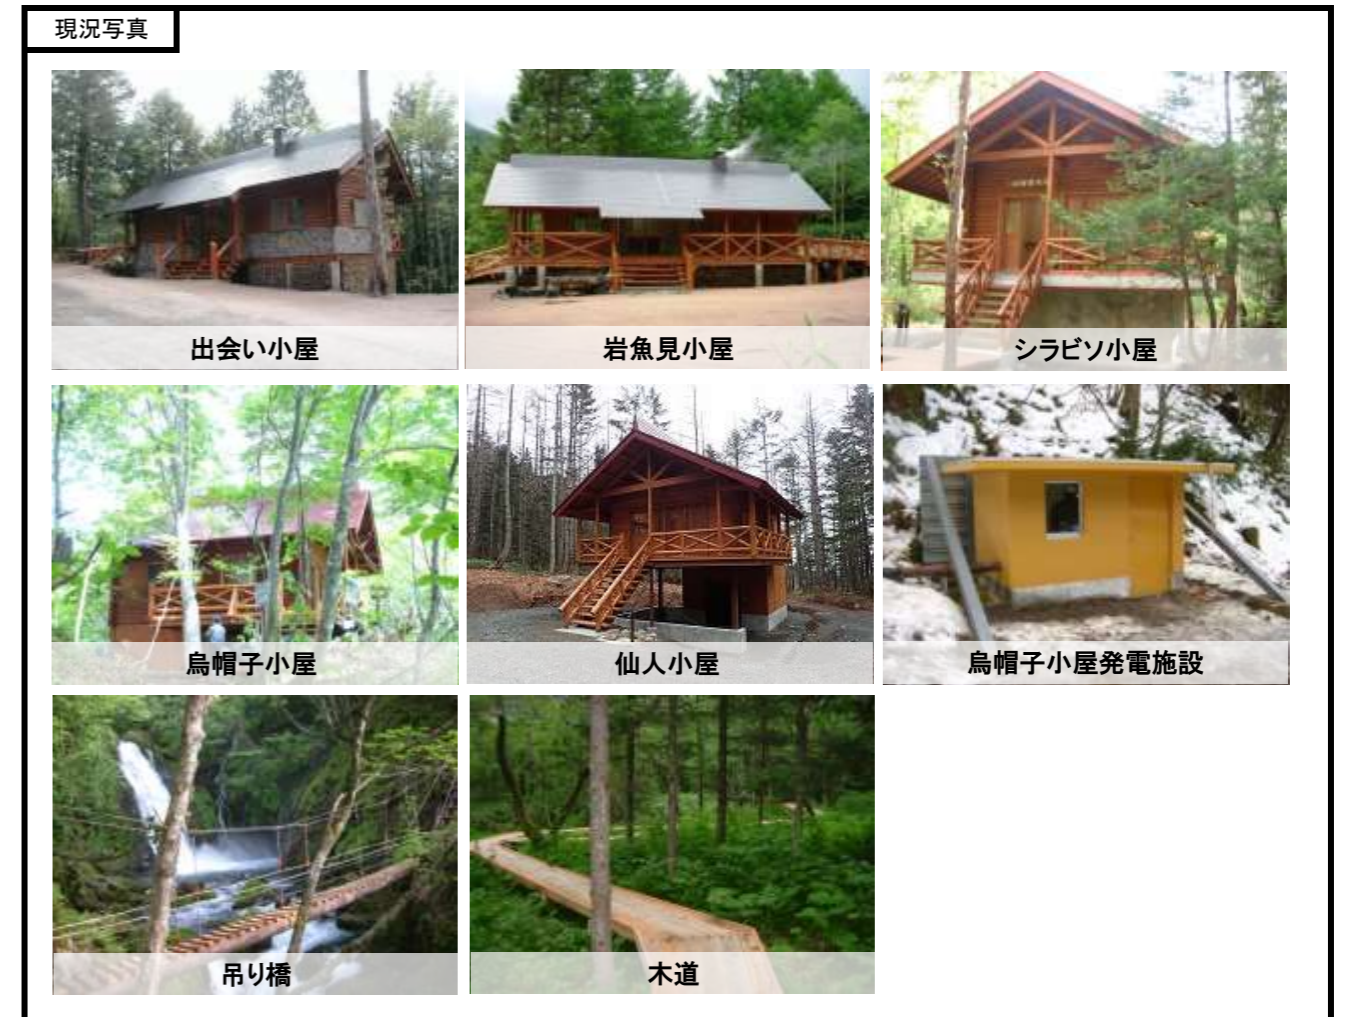 現況写真
出会い小屋
岩魚見小屋
シラビソ小屋
烏帽子小屋
仙人小屋
烏帽子小屋発電施設
吊り橋
木道